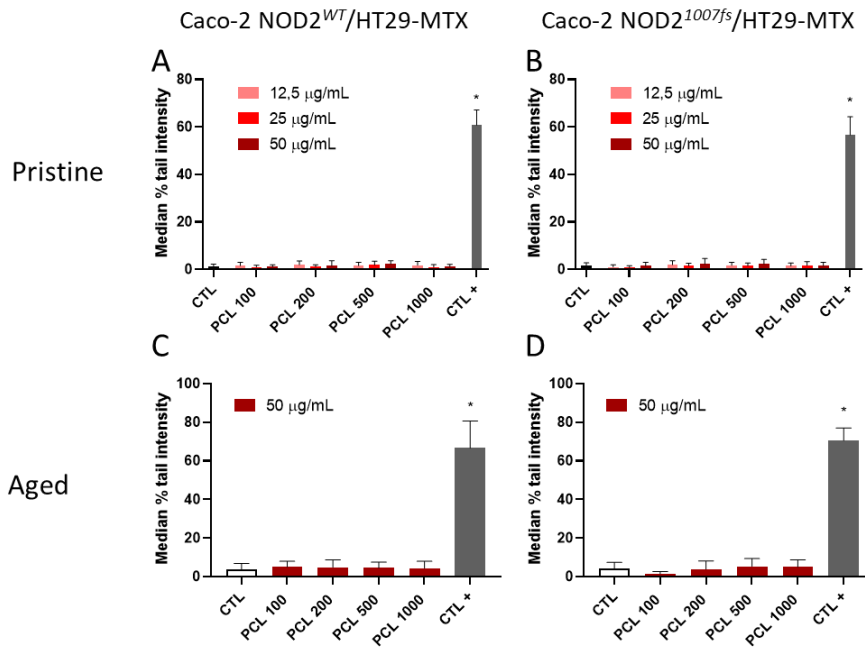 Caco-2 NOD2WT/HT29-MTX
Caco-2 NOD21007fs/HT29-MTX
Pristine
A
Median % tail intensity
80
60
40
20
0
12,5 μg/mL
25 μg/mL
50 μg/mL
*
CTL
PCL 100
PCL 200
PCL 500
PCL 1000
CTL +
B
Median % tail intensity
80
60
40
20
0
12,5 μg/mL
25 μg/mL
50 μg/mL
*
CTL
PCL 100
PCL 200
PCL 500
PCL 1000
CTL +
Aged
C
Median % tail intensity
100
80
60
40
20
0
50 μg/mL
*
CTL
PCL 100
PCL 200
PCL 500
PCL 1000
CTL +
D
Median % tail intensity
100
80
60
40
20
0
50 μg/mL
*
CTL
PCL 100
PCL 200
PCL 500
PCL 1000
CTL +